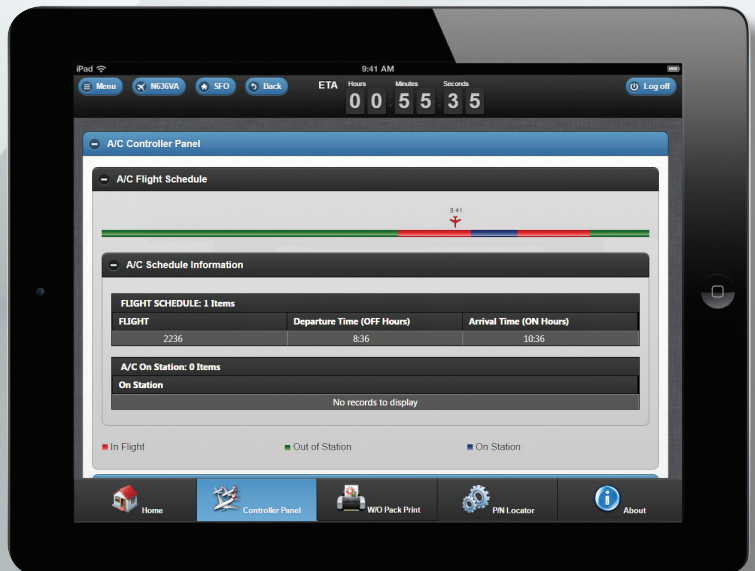 iPad 9:41 AM
Menu N636VA SFO Back ETA Hours Minutes Seconds Log off
0 0 5 5 3 5
A/C Controller Panel
A/C Flight Schedule
9:41
A/C Schedule Information
FLIGHT SCHEDULE: 1 Items
FLIGHT Departure Time (OFF Hours) Arrival Time (ON Hours)
2236 8:36 10:36
A/C On Station: 0 Items
On Station
No records to display
In Flight Out of Station On Station
Home Controller Panel W/O Pack Print P/N Locator About